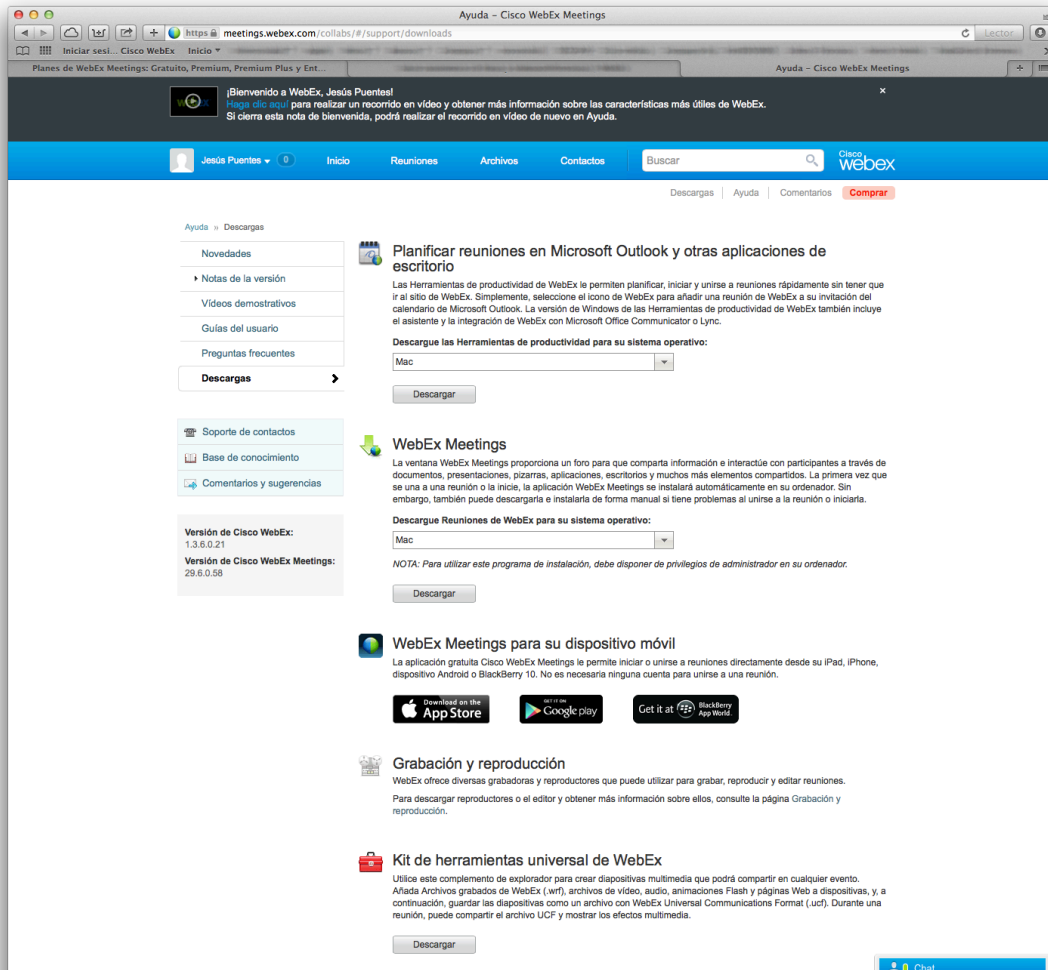 Ayuda – Cisco WebEx Meetings
https meetings.webex.com/collabs/#/support/downloads
Lector
Iniciar sesi... Cisco WebEx Inicio
Planes de WebEx Meetings: Gratuito, Premium, Premium Plus y Ent...
Ayuda – Cisco WebEx Meetings
¡Bienvenido a WebEx, Jesús Puentes!
Haga clic aquí para realizar un recorrido en vídeo y obtener más información sobre las características más útiles de WebEx.
Si cierra esta nota de bienvenida, podrá realizar el recorrido en vídeo de nuevo en Ayuda.
Jesús Puentes 0 Inicio Reuniones Archivos Contactos Buscar Cisco webex
Descargas Ayuda Comentarios Comprar
Ayuda » Descargas
Novedades
Notas de la versión
Vídeos demostrativos
Guías del usuario
Preguntas frecuentes
Descargas
Soporte de contactos
Base de conocimiento
Comentarios y sugerencias
Versión de Cisco WebEx:
1.3.6.0.21
Versión de Cisco WebEx Meetings:
29.6.0.58
Planificar reuniones en Microsoft Outlook y otras aplicaciones de
escritorio
Las Herramientas de productividad de WebEx le permiten planificar, iniciar y unirse a reuniones rápidamente sin tener que
ir al sitio de WebEx. Simplemente, seleccione el icono de WebEx para añadir una reunión de WebEx a su invitación del
calendario de Microsoft Outlook. La versión de Windows de las Herramientas de productividad de WebEx también incluye
el asistente y la integración de WebEx con Microsoft Office Communicator o Lync.
Descargue las Herramientas de productividad para su sistema operativo:
Mac
Descargar
WebEx Meetings
La ventana WebEx Meetings proporciona un foro para que comparta información e interactúe con participantes a través de
documentos, presentaciones, pizarras, aplicaciones, escritorios y muchos más elementos compartidos. La primera vez que
se una a una reunión o la inicie, la aplicación WebEx Meetings se instalará automáticamente en su ordenador. Sin
embargo, también puede descargarla e instalarla de forma manual si tiene problemas al unirse a la reunión o iniciarla.
Descargue Reuniones de WebEx para su sistema operativo:
Mac
NOTA: Para utilizar este programa de instalación, debe disponer de privilegios de administrador en su ordenador.
Descargar
WebEx Meetings para su dispositivo móvil
La aplicación gratuita Cisco WebEx Meetings le permite iniciar o unirse a reuniones directamente desde su iPad, iPhone,
dispositivo Android o BlackBerry 10. No es necesaria ninguna cuenta para unirse a una reunión.
Download on the App Store
GET IT ON Google play
Get it at BlackBerry App World.
Grabación y reproducción
WebEx ofrece diversas grabadoras y reproductores que puede utilizar para grabar, reproducir y editar reuniones.
Para descargar reproductores o el editor y obtener más información sobre ellos, consulte la página Grabación y
reproducción.
Kit de herramientas universal de WebEx
Utilice este complemento de explorador para crear diapositivas multimedia que podrá compartir en cualquier evento.
Añada Archivos grabados de WebEx (.wrf), archivos de vídeo, audio, animaciones Flash y páginas Web a dispositivas, y, a
continuación, guardar las diapositivas como un archivo con WebEx Universal Communications Format (.ucf). Durante una
reunión, puede compartir el archivo UCF y mostrar los efectos multimedia.
Descargar
Chat